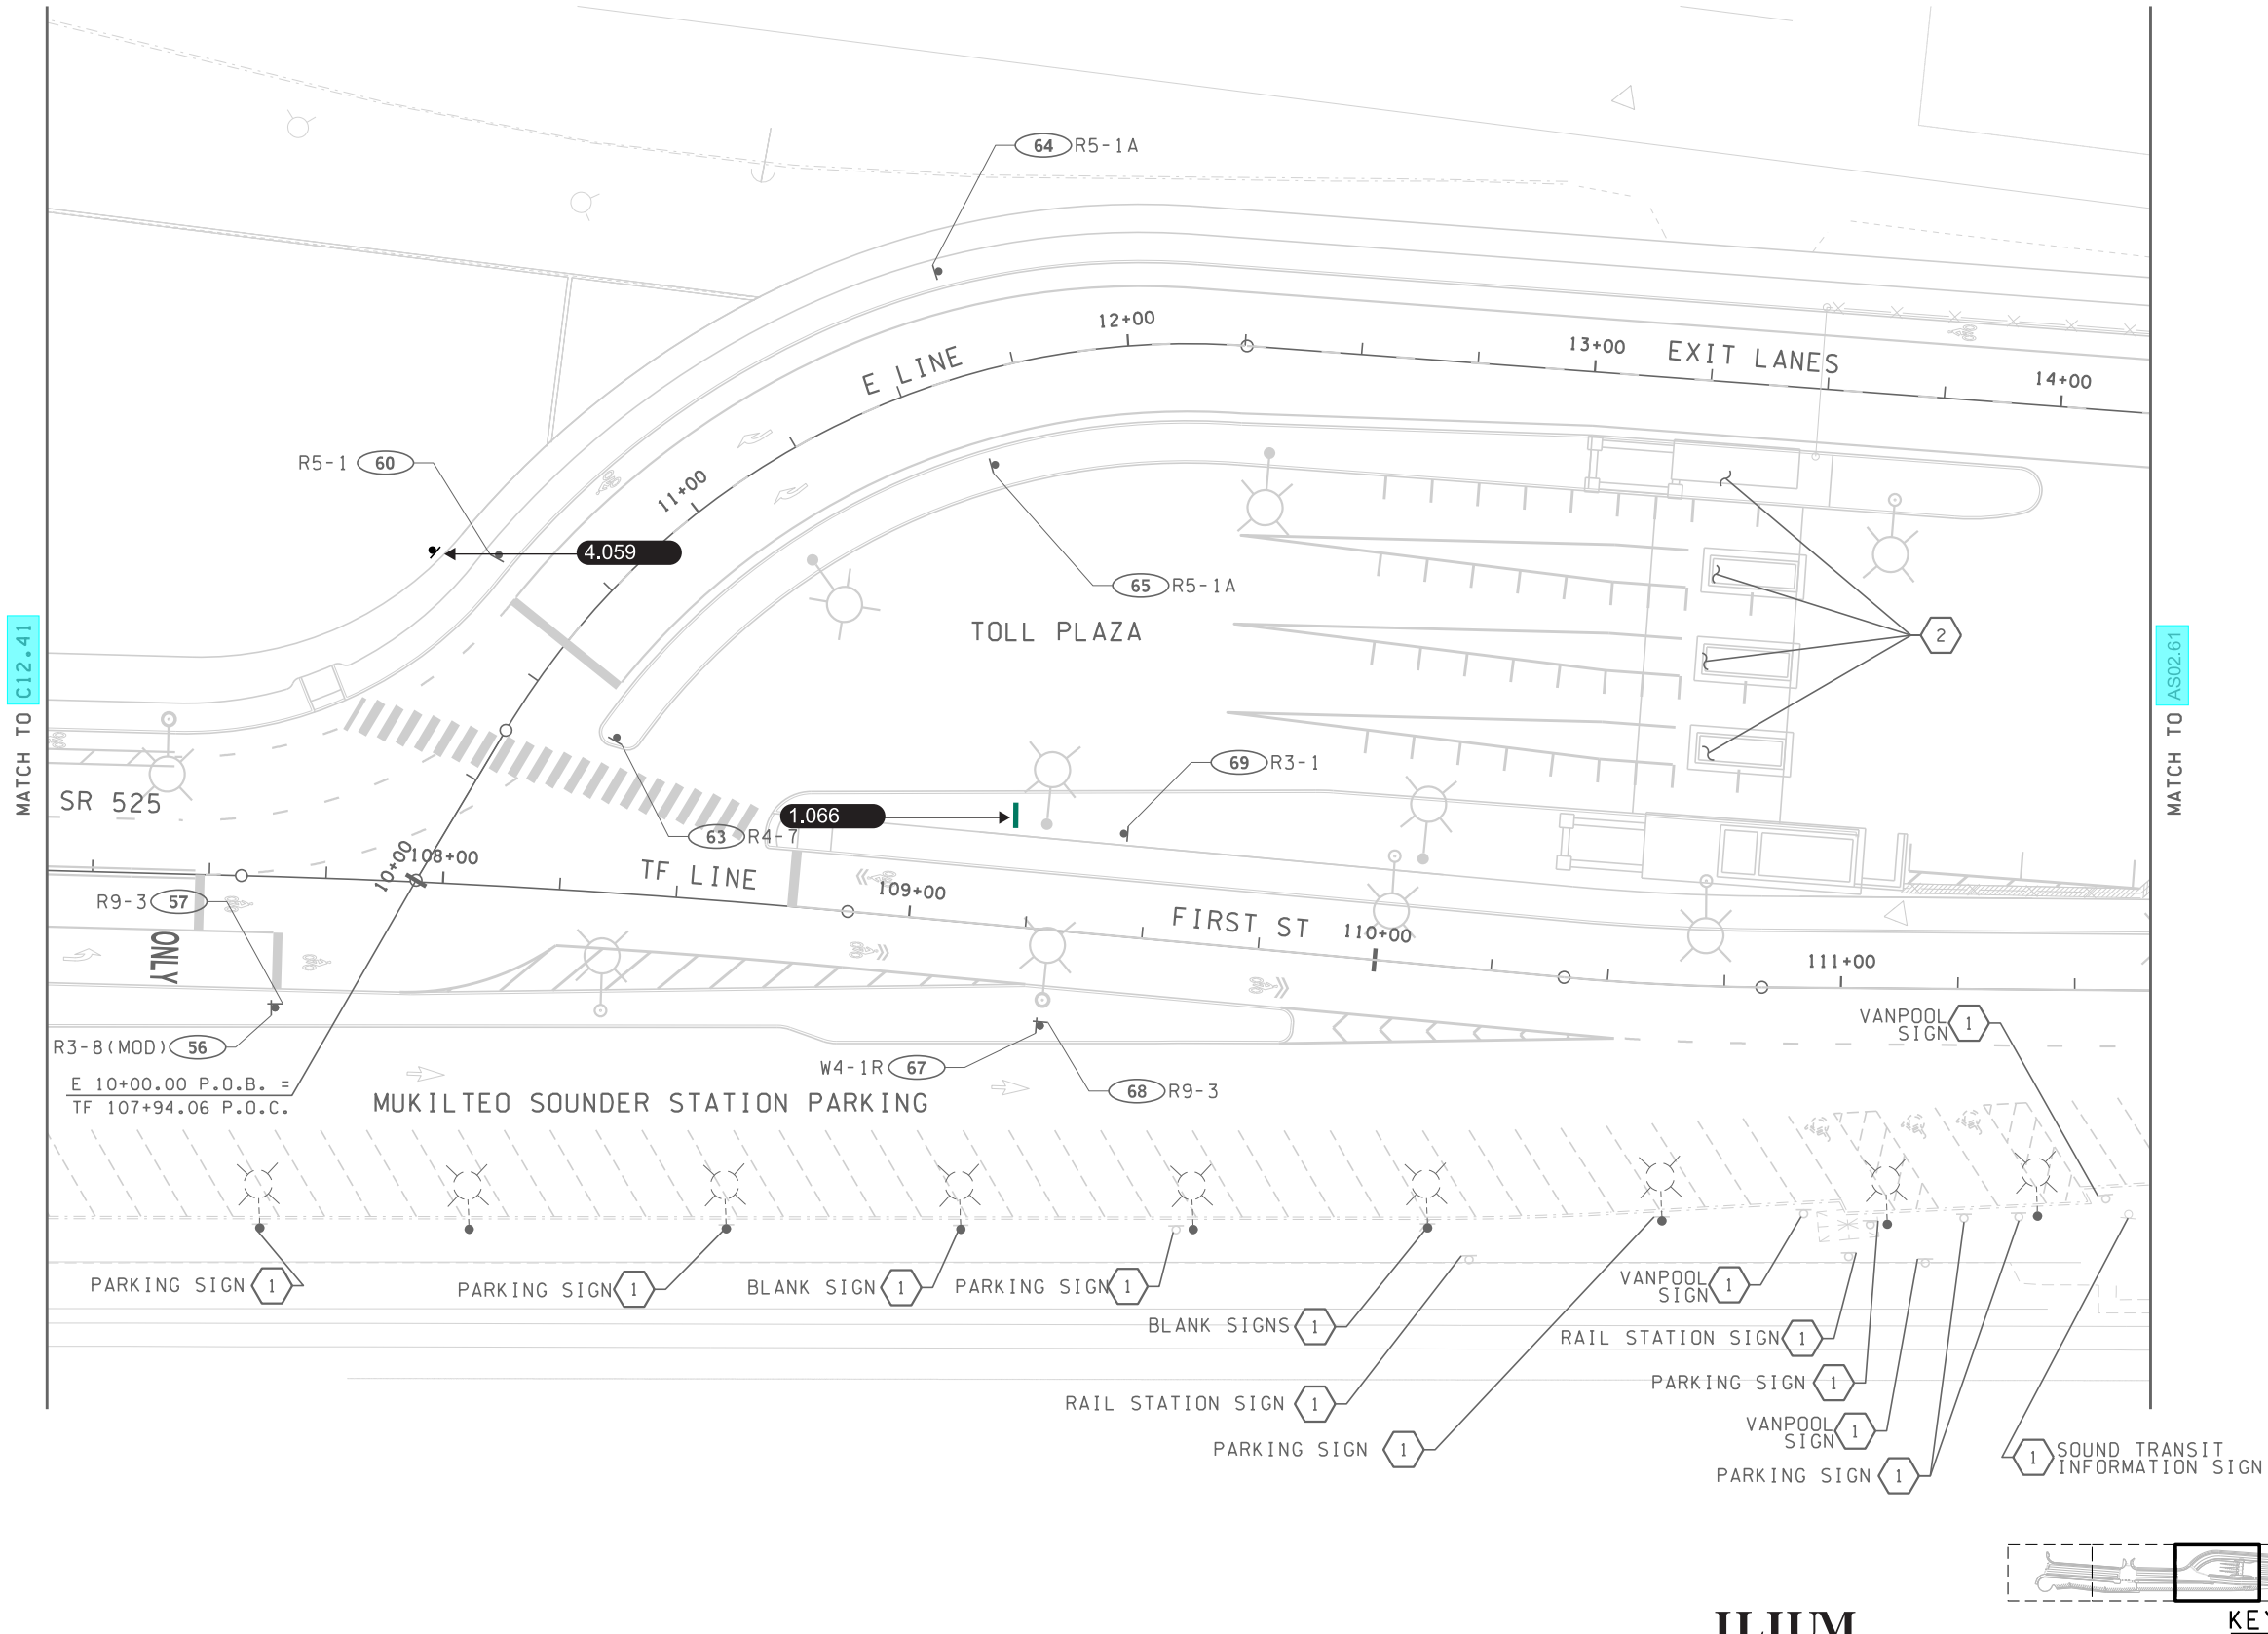 64 R5-1A
12+00
13+00
EXIT LANES
14+00
E LINE
R5-1 60
11+00
4.059
65 R5-1A
TOLL PLAZA
2
MATCH TO C12.41
MATCH TO AS02.61
69 R3-1
SR 525
1.066
63 R4-7
10+00
108+00
TF LINE
109+00
R9-3 57
FIRST ST
110+00
ONLY
111+00
VANPOOL
SIGN 1
R3-8(MOD) 56
W4-1R 67
E 10+00.00 P.O.B. =
TF 107+94.06 P.O.C.
68 R9-3
MUKILTEO SOUNDER STATION PARKING
PARKING SIGN 1
PARKING SIGN 1
BLANK SIGN 1
PARKING SIGN 1
VANPOOL
SIGN 1
BLANK SIGNS 1
RAIL STATION SIGN 1
PARKING SIGN 1
RAIL STATION SIGN 1
VANPOOL
SIGN 1
PARKING SIGN 1
1 SOUND TRANSIT
INFORMATION SIGN
PARKING SIGN 1
ILIUM